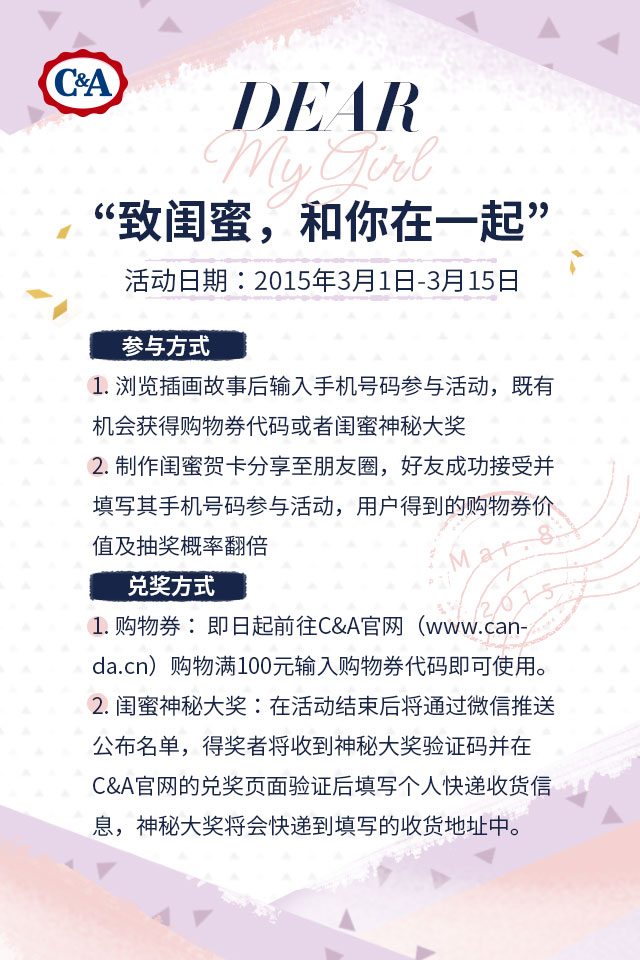 C&A
DEAR
My Girl
“致闺蜜，和你在一起”
活动日期：2015年3月1日-3月15日
参与方式
1. 浏览插画故事后输入手机号码参与活动，既有
机会获得购物券代码或者闺蜜神秘大奖
2. 制作闺蜜贺卡分享至朋友圈，好友成功接受并
填写其手机号码参与活动，用户得到的购物券价
值及抽奖概率翻倍
Mar.8
2015
兑奖方式
1. 购物券： 即日起前往C&A官网（www.can-
da.cn）购物满100元输入购物券代码即可使用。
2. 闺蜜神秘大奖：在活动结束后将通过微信推送
公布名单，得奖者将收到神秘大奖验证码并在
C&A官网的兑奖页面验证后填写个人快递收货信
息，神秘大奖将会快递到填写的收货地址中。